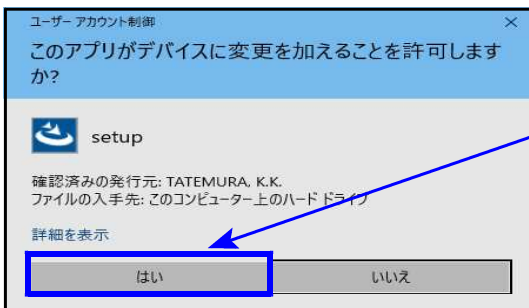 ユーザー アカウント制御
このアプリがデバイスに変更を加えることを許可します
か?
setup
確認済みの発行元: TATEMURA, K.K.
ファイルの入手先: このコンピューター上のハード ドライブ
詳細を表示
はい
いいえ